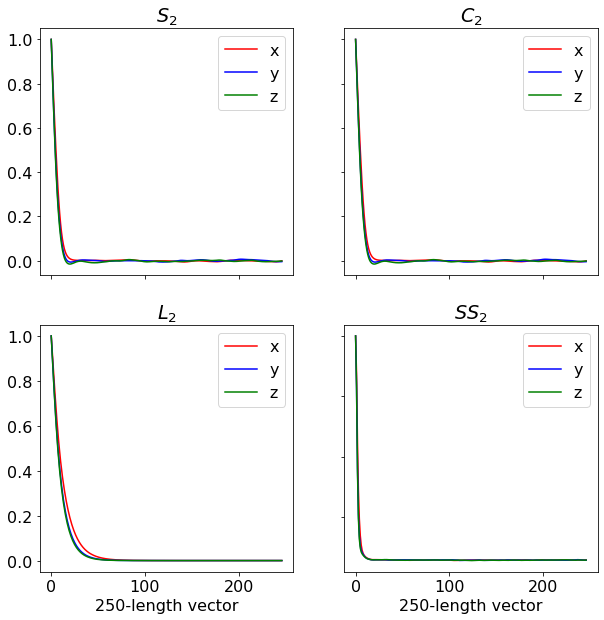 S₂
C₂
1.0
0.8
0.6
0.4
0.2
0.0
x
y
z
x
y
z
L₂
SS₂
1.0
0.8
0.6
0.4
0.2
0.0
x
y
z
x
y
z
0 100 200
0 100 200
250-length vector
250-length vector